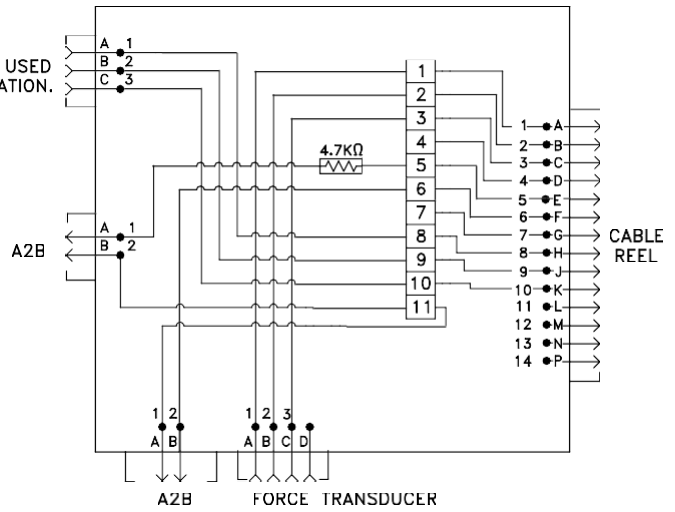 USED
ATION.
A 1
B 2
C 3
4.7KΩ
1
2
3
4
5
6
7
8
9
10
11
1 A
2 B
3 C
4 D
5 E
6 F
7 G
8 H
9 J
10 K
11 L
12 M
13 N
14 P
CABLE
REEL
A2B
A 1
B 2
1 2
A B
A2B
1 2 3
A B C D
FORCE TRANSDUCER